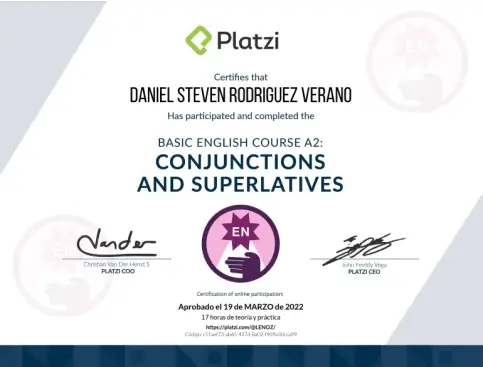 Platzi
Certifies that
DANIEL STEVEN RODRIGUEZ VERANO
Has participated and completed the
BASIC ENGLISH COURSE A2:
CONJUNCTIONS
AND SUPERLATIVES
EN
EN
EN
Christian Van Der Henst S.
PLATZI COO
John Freddy Vega
PLATZI CEO
Certification of online participation:
Aprobado el 19 de MARZO de 2022
17 horas de teoría y práctica
https://platzi.com/@LENOZ/
Código: